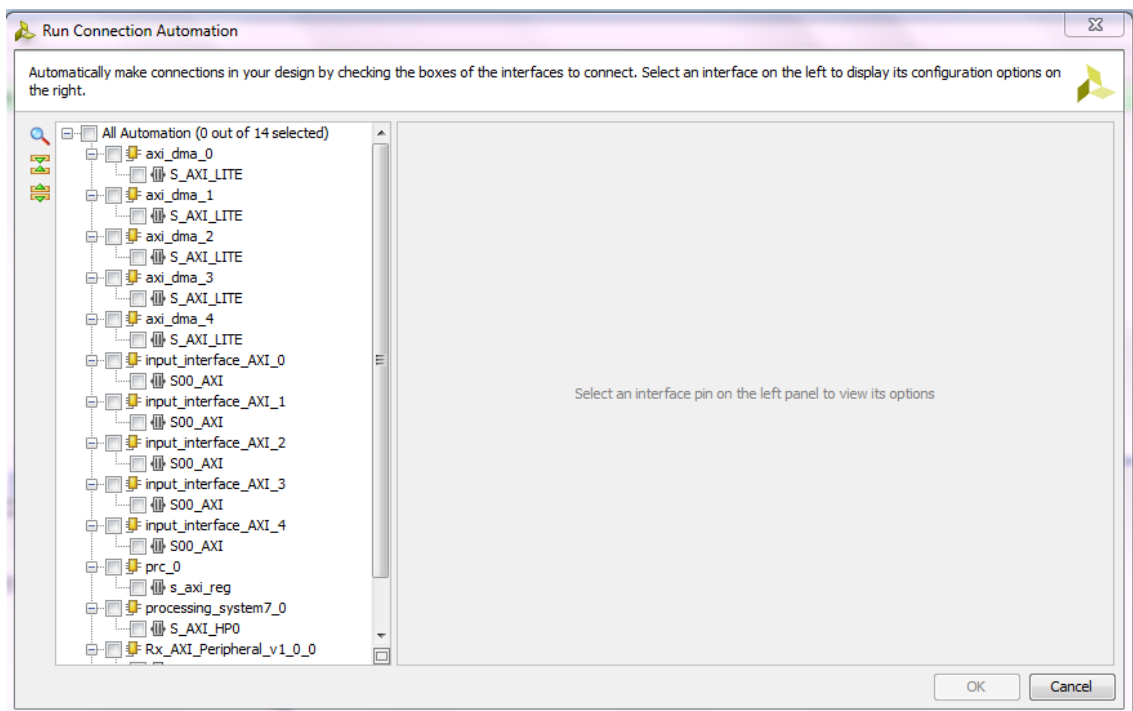 Run Connection Automation
Automatically make connections in your design by checking the boxes of the interfaces to connect. Select an interface on the left to display its configuration options on
the right.
All Automation (0 out of 14 selected)
axi_dma_0
S_AXI_LITE
axi_dma_1
S_AXI_LITE
axi_dma_2
S_AXI_LITE
axi_dma_3
S_AXI_LITE
axi_dma_4
S_AXI_LITE
input_interface_AXI_0
S00_AXI
input_interface_AXI_1
S00_AXI
input_interface_AXI_2
S00_AXI
input_interface_AXI_3
S00_AXI
input_interface_AXI_4
S00_AXI
prc_0
s_axi_reg
processing_system7_0
S_AXI_HP0
Rx_AXI_Peripheral_v1_0_0
Select an interface pin on the left panel to view its options
OK
Cancel